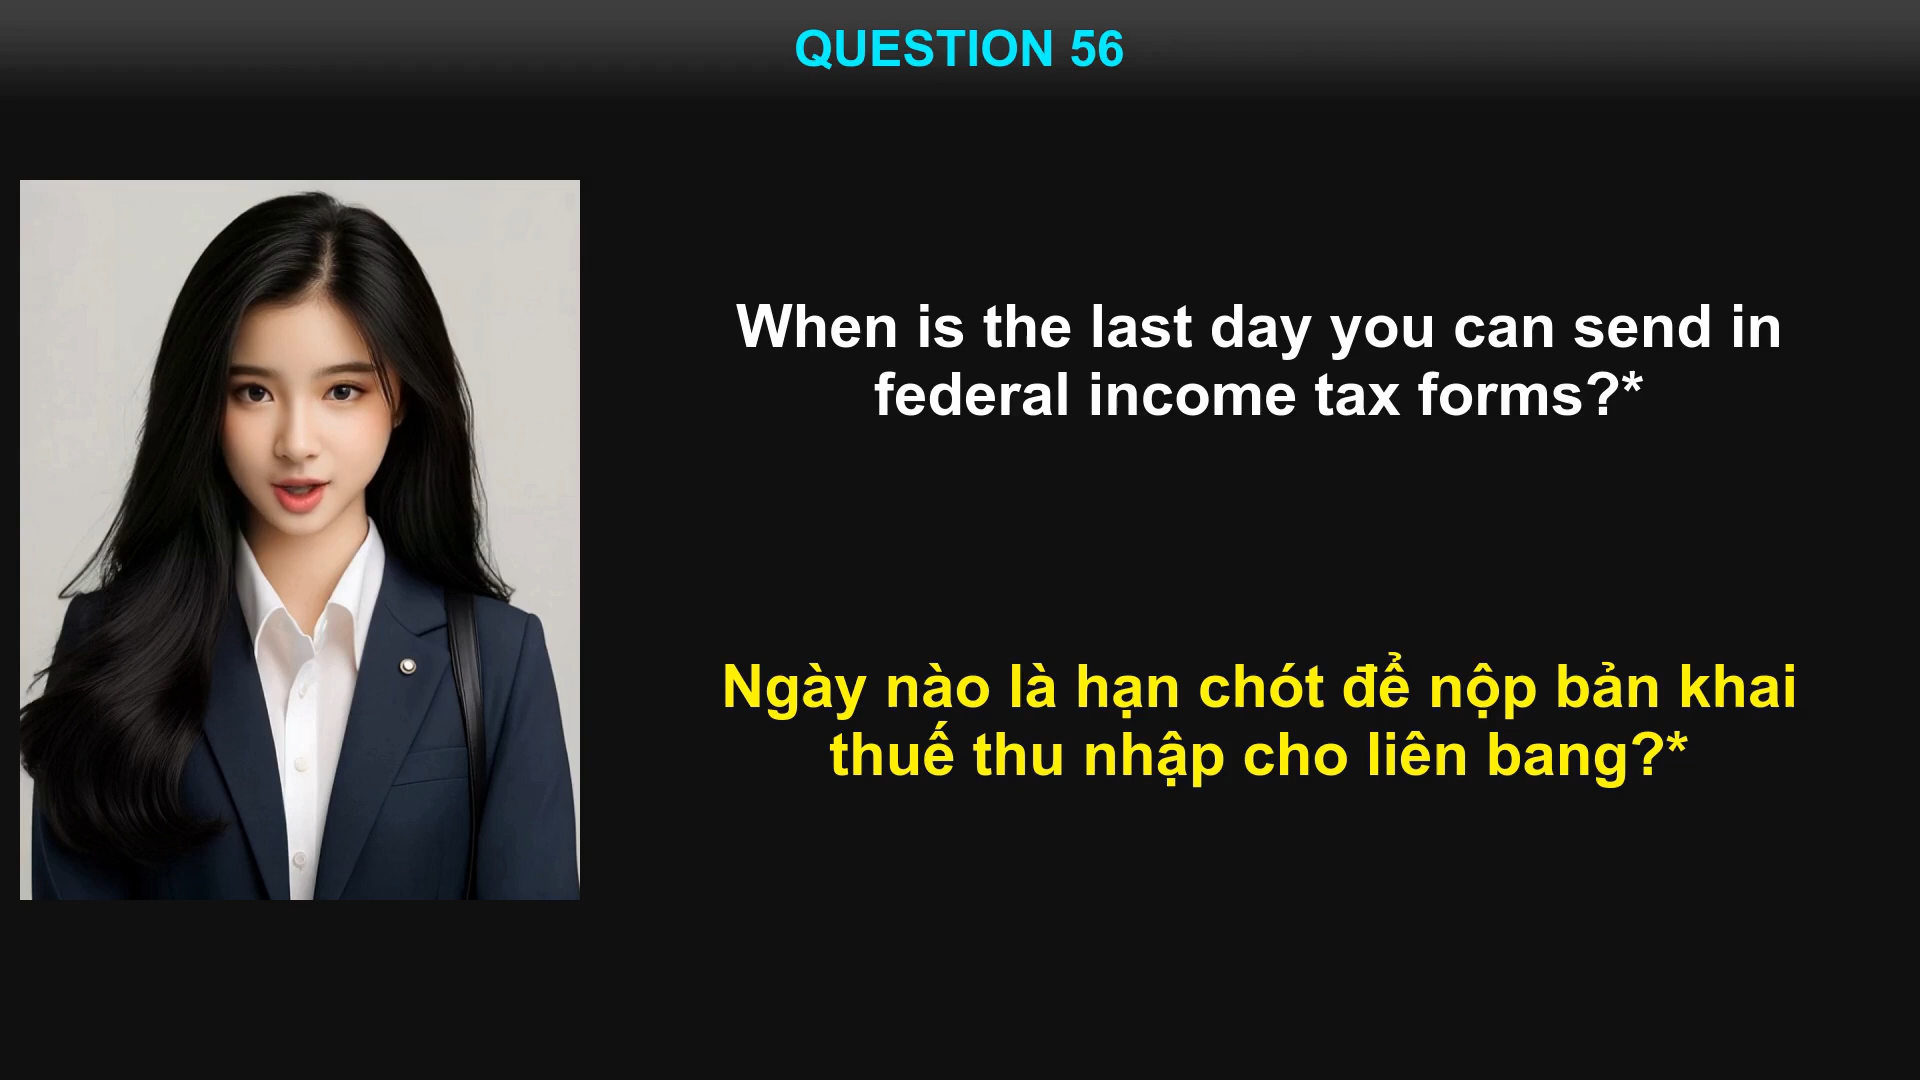 QUESTION 56
When is the last day you can send in
federal income tax forms?*
Ngày nào là hạn chót để nộp bản khai
thuế thu nhập cho liên bang?*